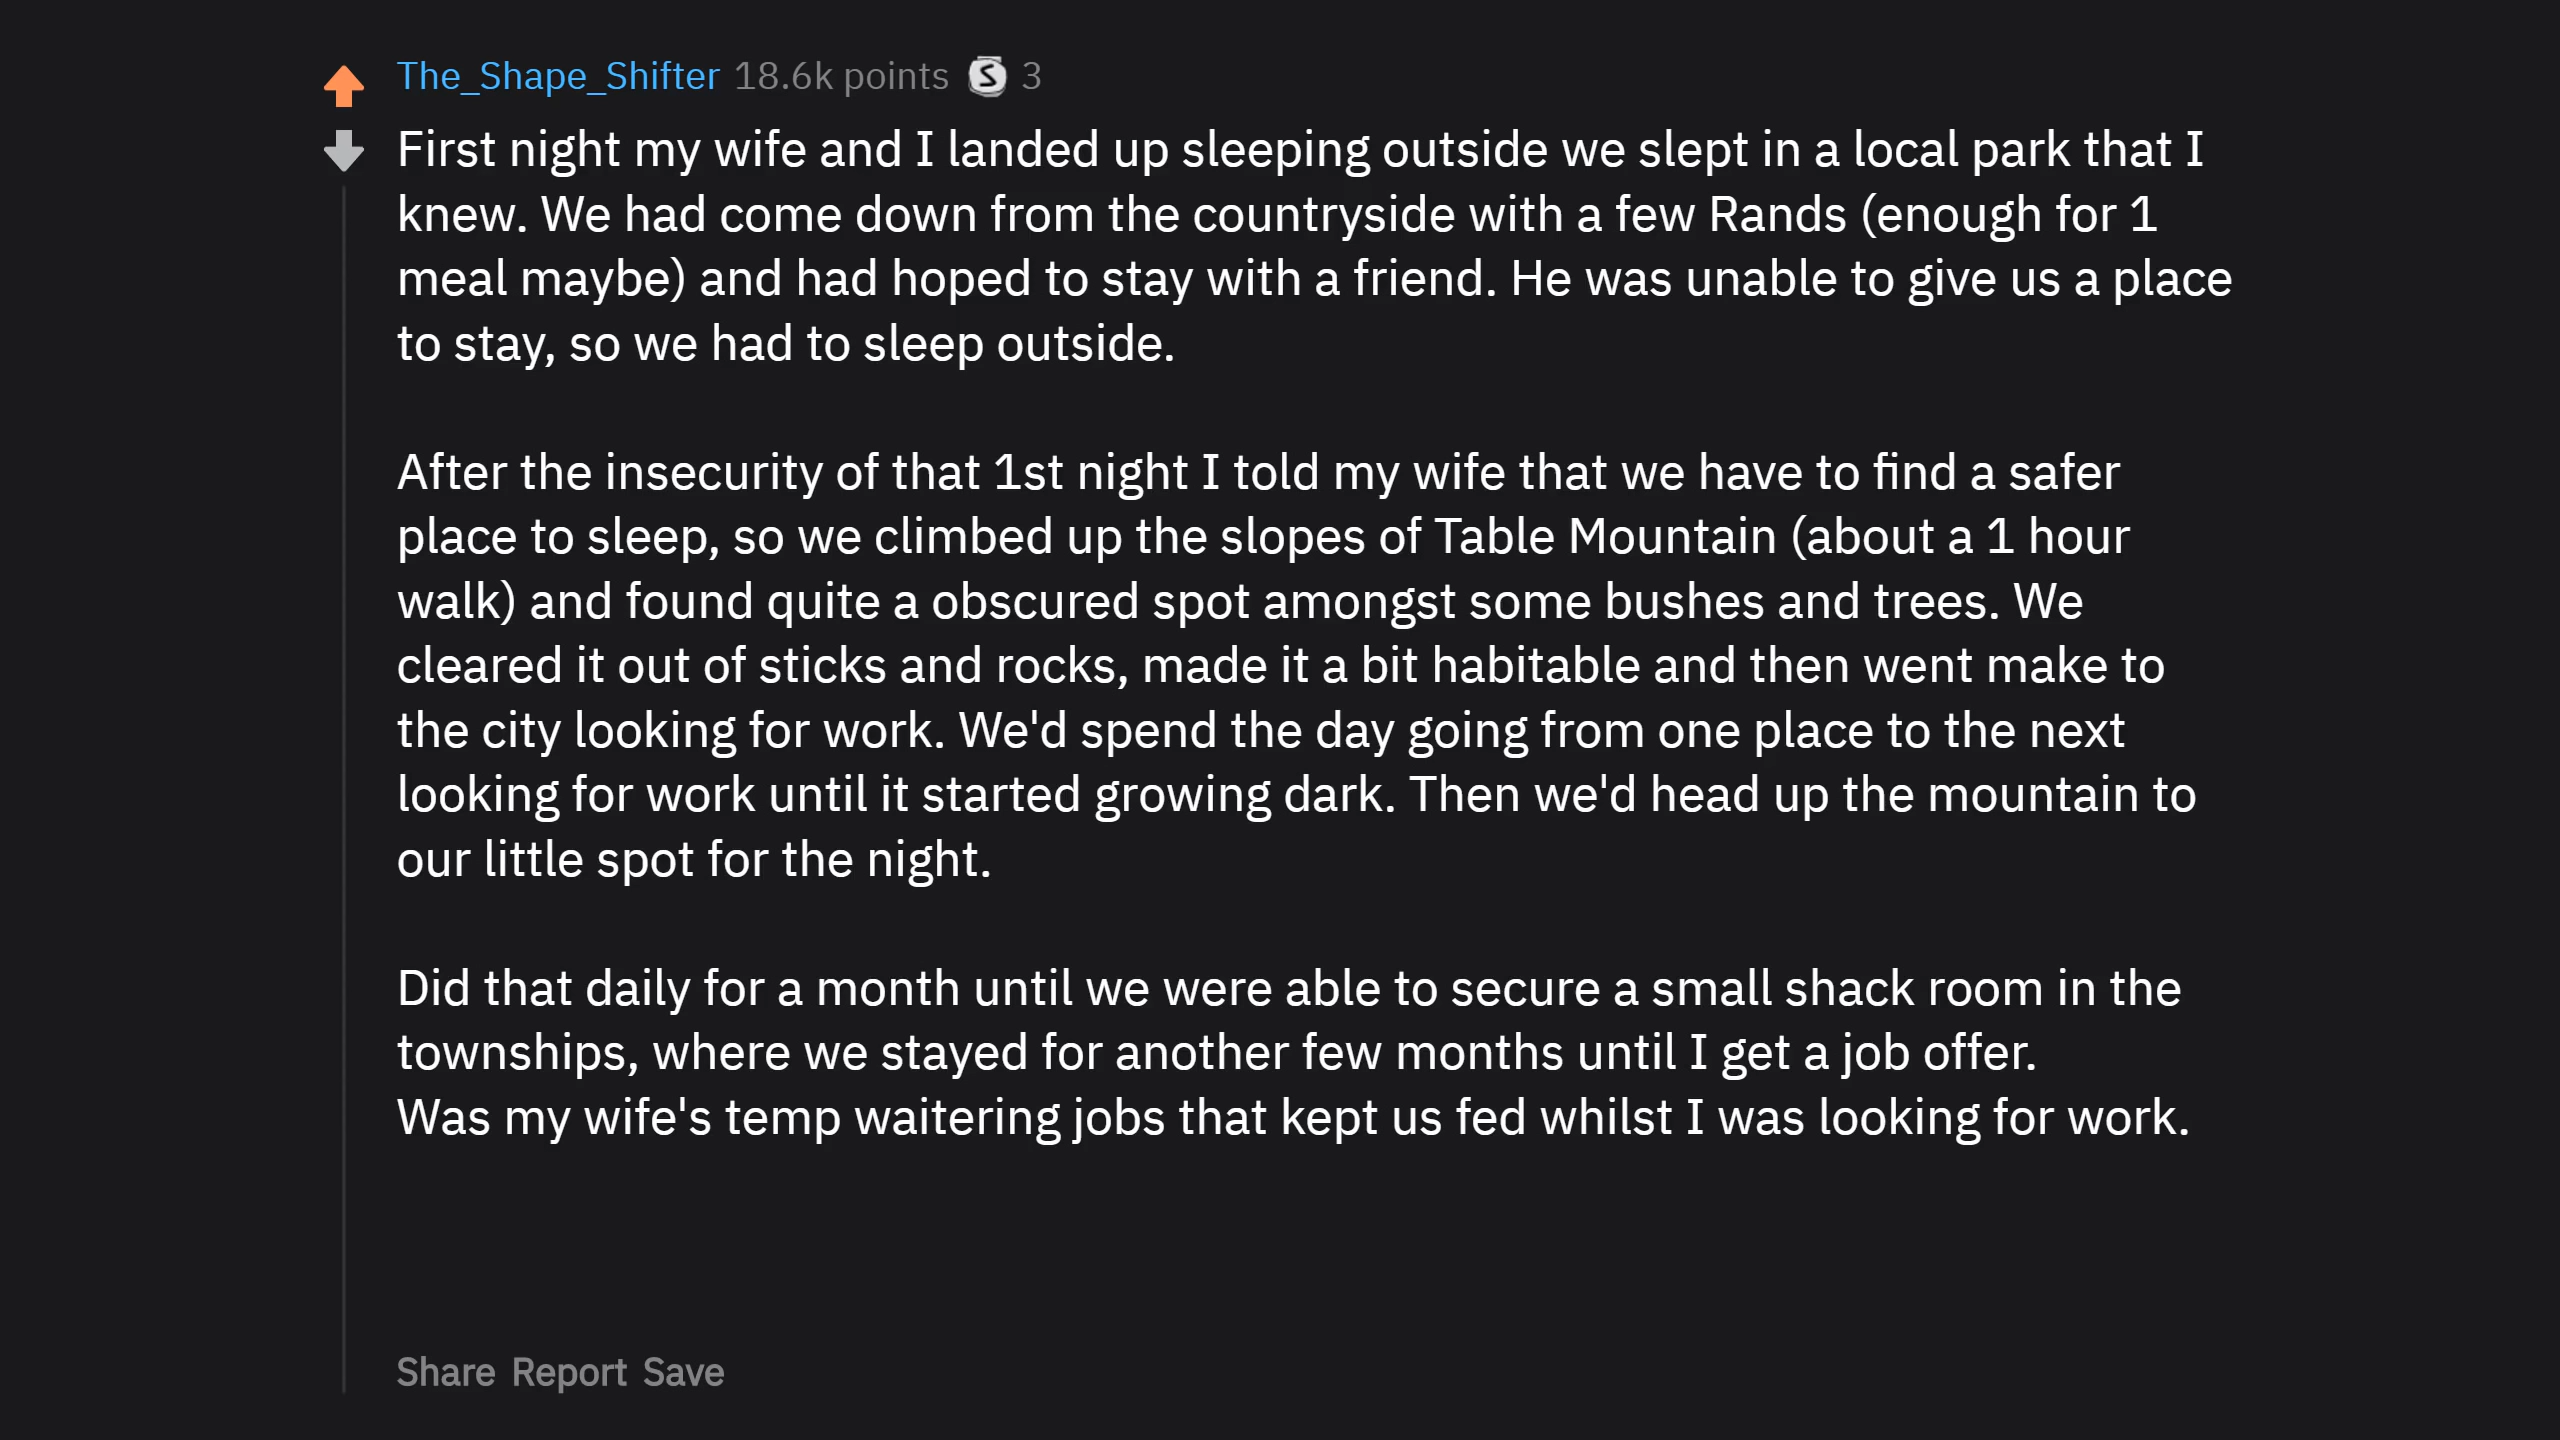 The_Shape_Shifter 18.6k points S 3
First night my wife and I landed up sleeping outside we slept in a local park that I
knew. We had come down from the countryside with a few Rands (enough for 1
meal maybe) and had hoped to stay with a friend. He was unable to give us a place
to stay, so we had to sleep outside.
After the insecurity of that 1st night I told my wife that we have to find a safer
place to sleep, so we climbed up the slopes of Table Mountain (about a 1 hour
walk) and found quite a obscured spot amongst some bushes and trees. We
cleared it out of sticks and rocks, made it a bit habitable and then went make to
the city looking for work. We'd spend the day going from one place to the next
looking for work until it started growing dark. Then we'd head up the mountain to
our little spot for the night.
Did that daily for a month until we were able to secure a small shack room in the
townships, where we stayed for another few months until I get a job offer.
Was my wife's temp waitering jobs that kept us fed whilst I was looking for work.
Share Report Save